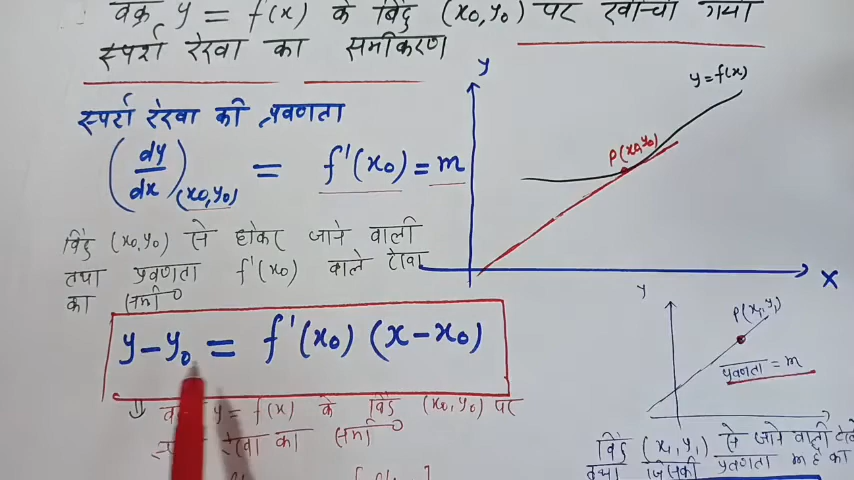 वक्र y = f(x) के बिंदु (x₀,y₀) पर खींचा गया
स्पर्श रेखा का समीकरण
स्पर्श रेखा की प्रवणता
(dy/dx)(x₀,y₀) = f'(x₀) = m
बिंदु (x₀,y₀) से होकर जाने वाली
तथा प्रवणता f'(x₀) वाले रेखा
का समी०
y – y₀ = f'(x₀) (x – x₀)
y = f(x) के बिंदु (x₀,y₀) पर
रेखा का समी०
y
y = f(x)
P(x₀,y₀)
X
y
P(x₁,y₁)
प्रवणता = m
बिंदु (x₁,y₁) से जाने वाली
तथा जिसकी प्रवणता m है का